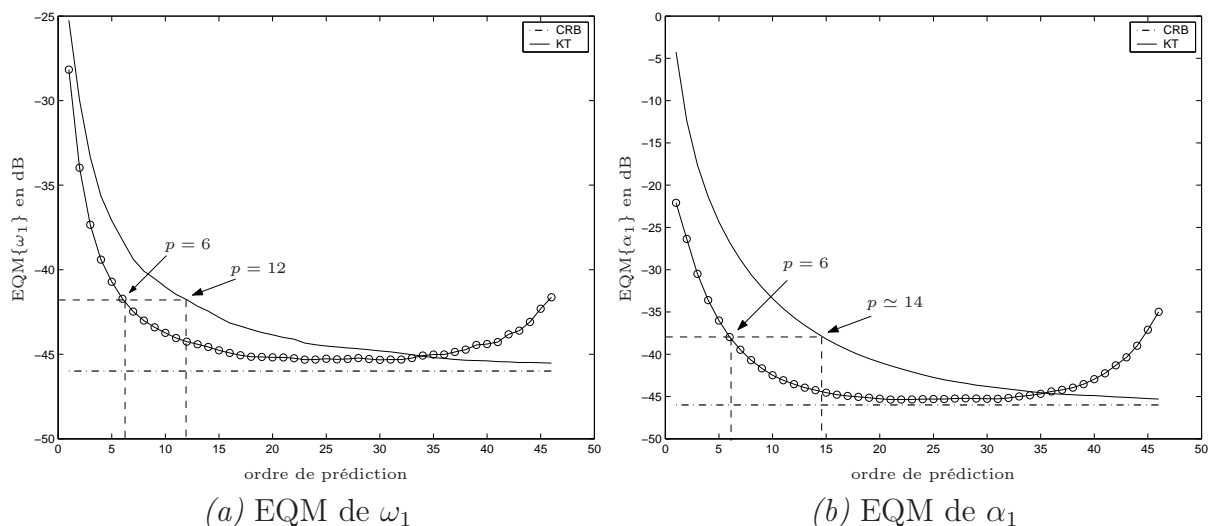 −25
−30
−35
−40
−45
−50
EQM{ω₁} en dB
0 5 10 15 20 25 30 35 40 45 50
ordre de prédiction
CRB
KT
p = 6
p = 12
(a) EQM de ω₁
0
−5
−10
−15
−20
−25
−30
−35
−40
−45
−50
EQM{α₁} en dB
0 5 10 15 20 25 30 35 40 45 50
ordre de prédiction
CRB
KT
p = 6
p ≃ 14
(b) EQM de α₁